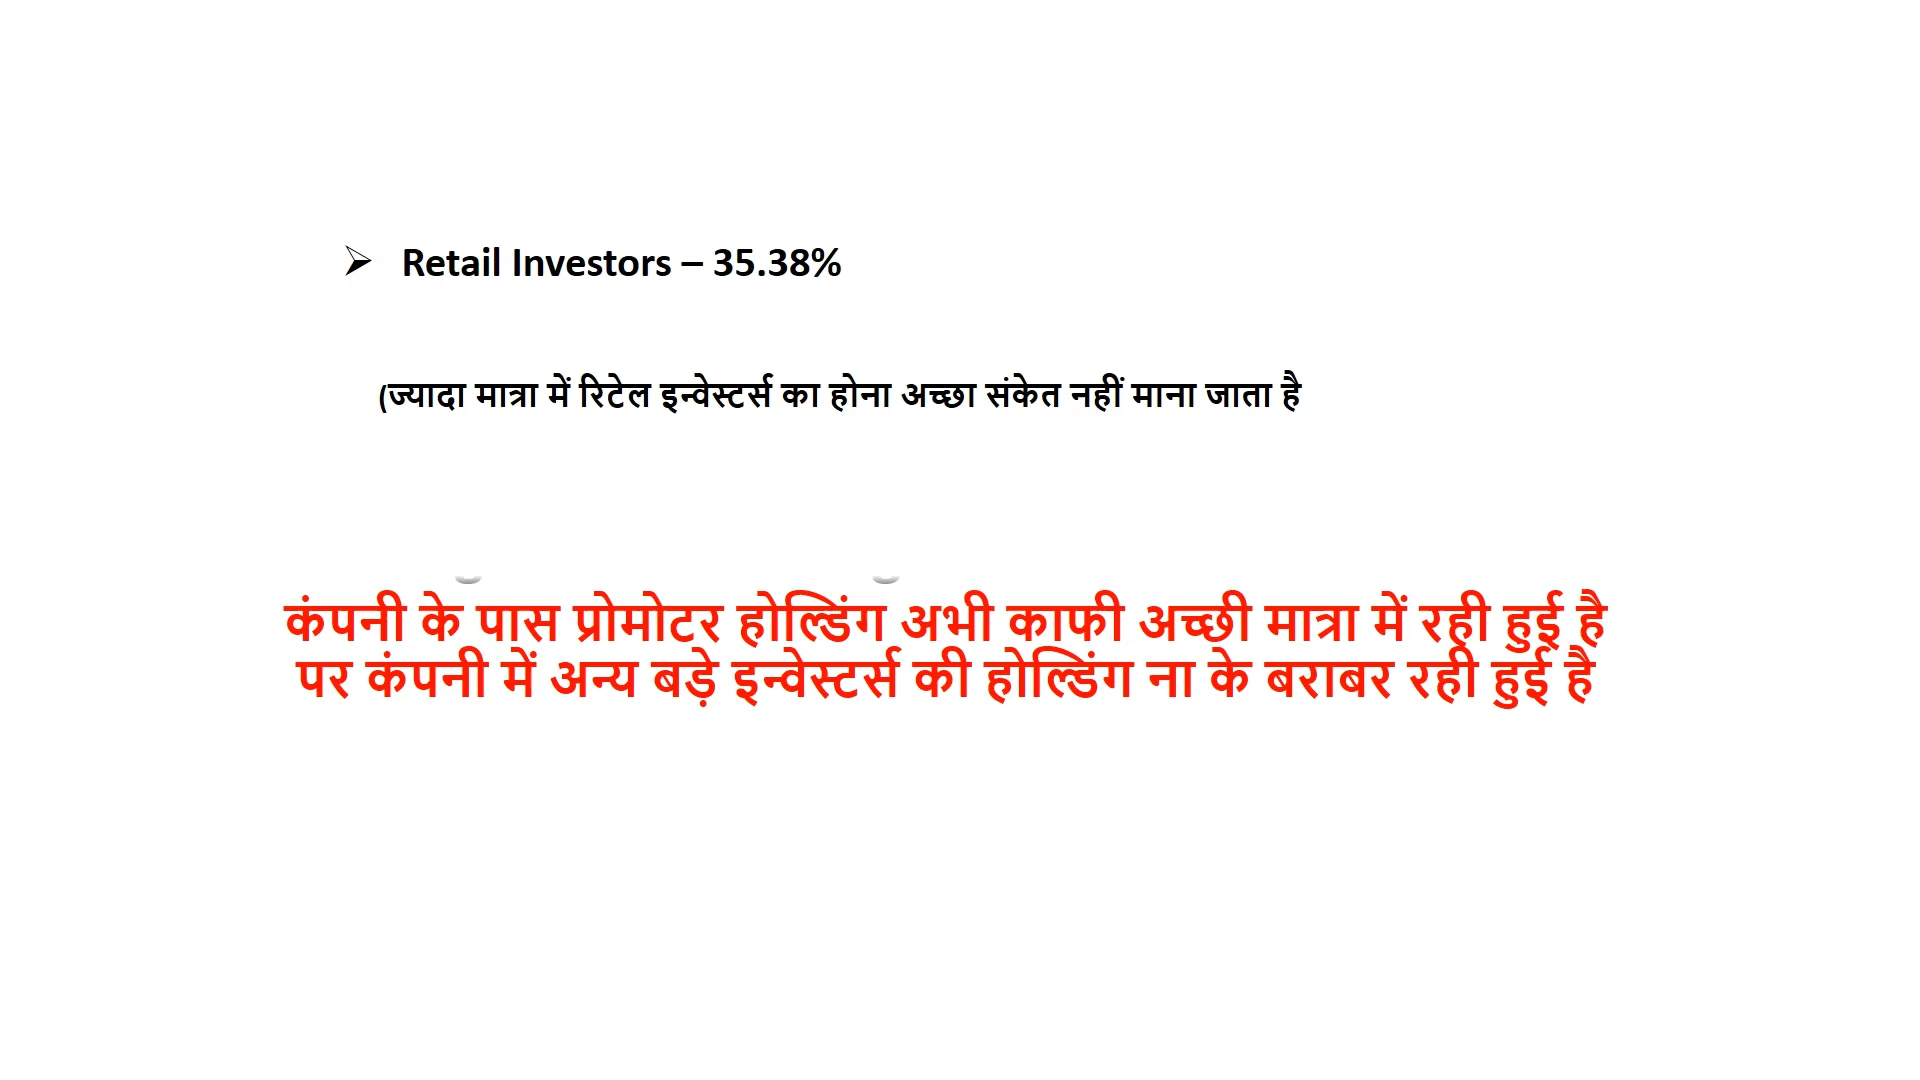 ➢ Retail Investors – 35.38%
(ज्यादा मात्रा में रिटेल इन्वेस्टर्स का होना अच्छा संकेत नहीं माना जाता है
कंपनी के पास प्रोमोटर होल्डिंग अभी काफी अच्छी मात्रा में रही हुई है
पर कंपनी में अन्य बड़े इन्वेस्टर्स की होल्डिंग ना के बराबर रही हुई है